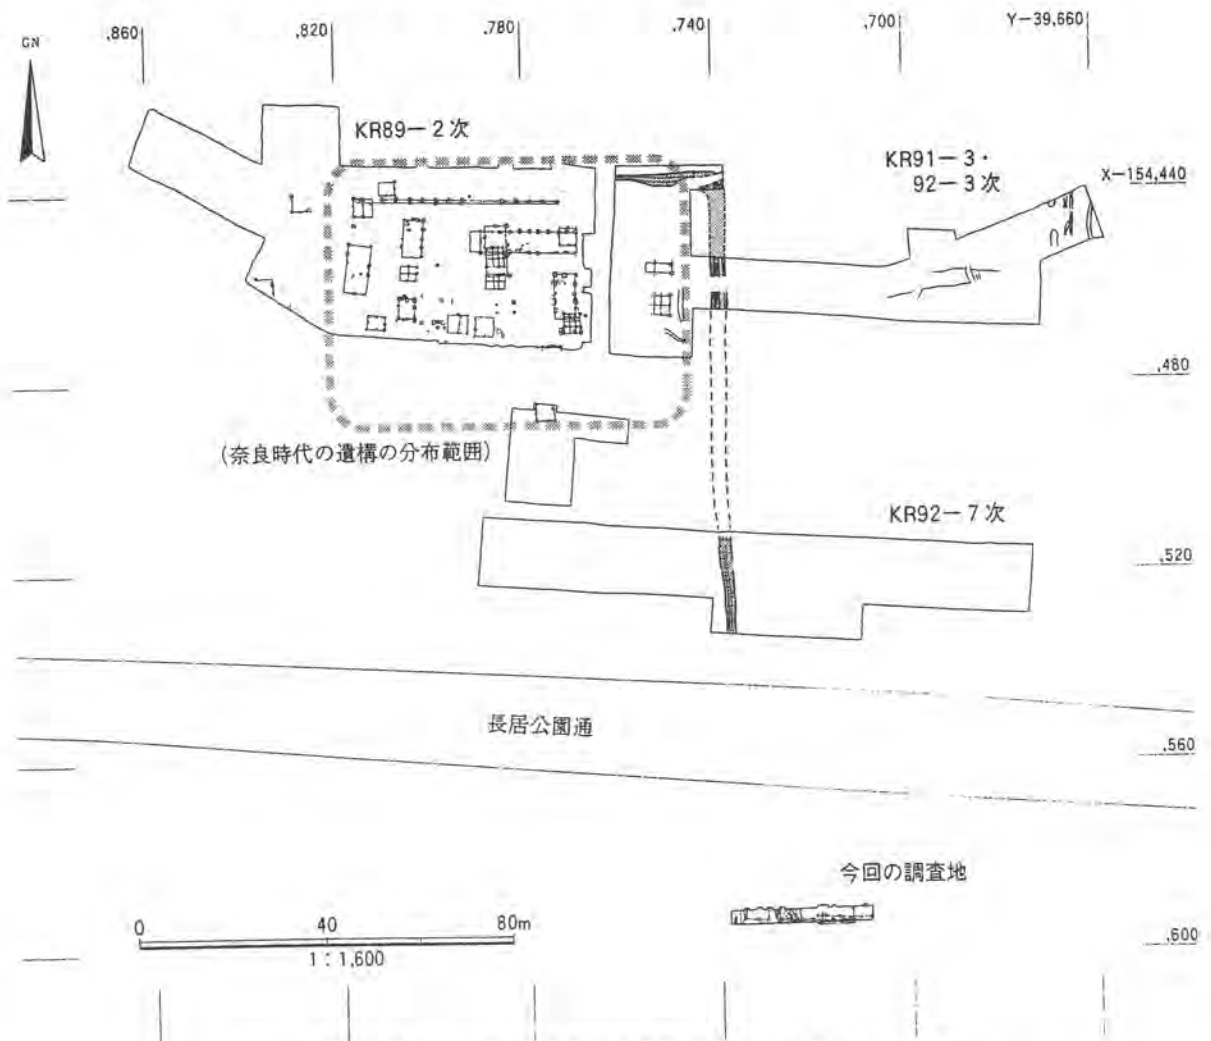 GN
,860
,820
,780
,740
,700
Y−39,660
KR89−2次
KR91−3・
92−3次
X−154,440
,480
(奈良時代の遺構の分布範囲)
KR92−7次
,520
長居公園通
,560
今回の調査地
0
40
80m
1:1,600
,600